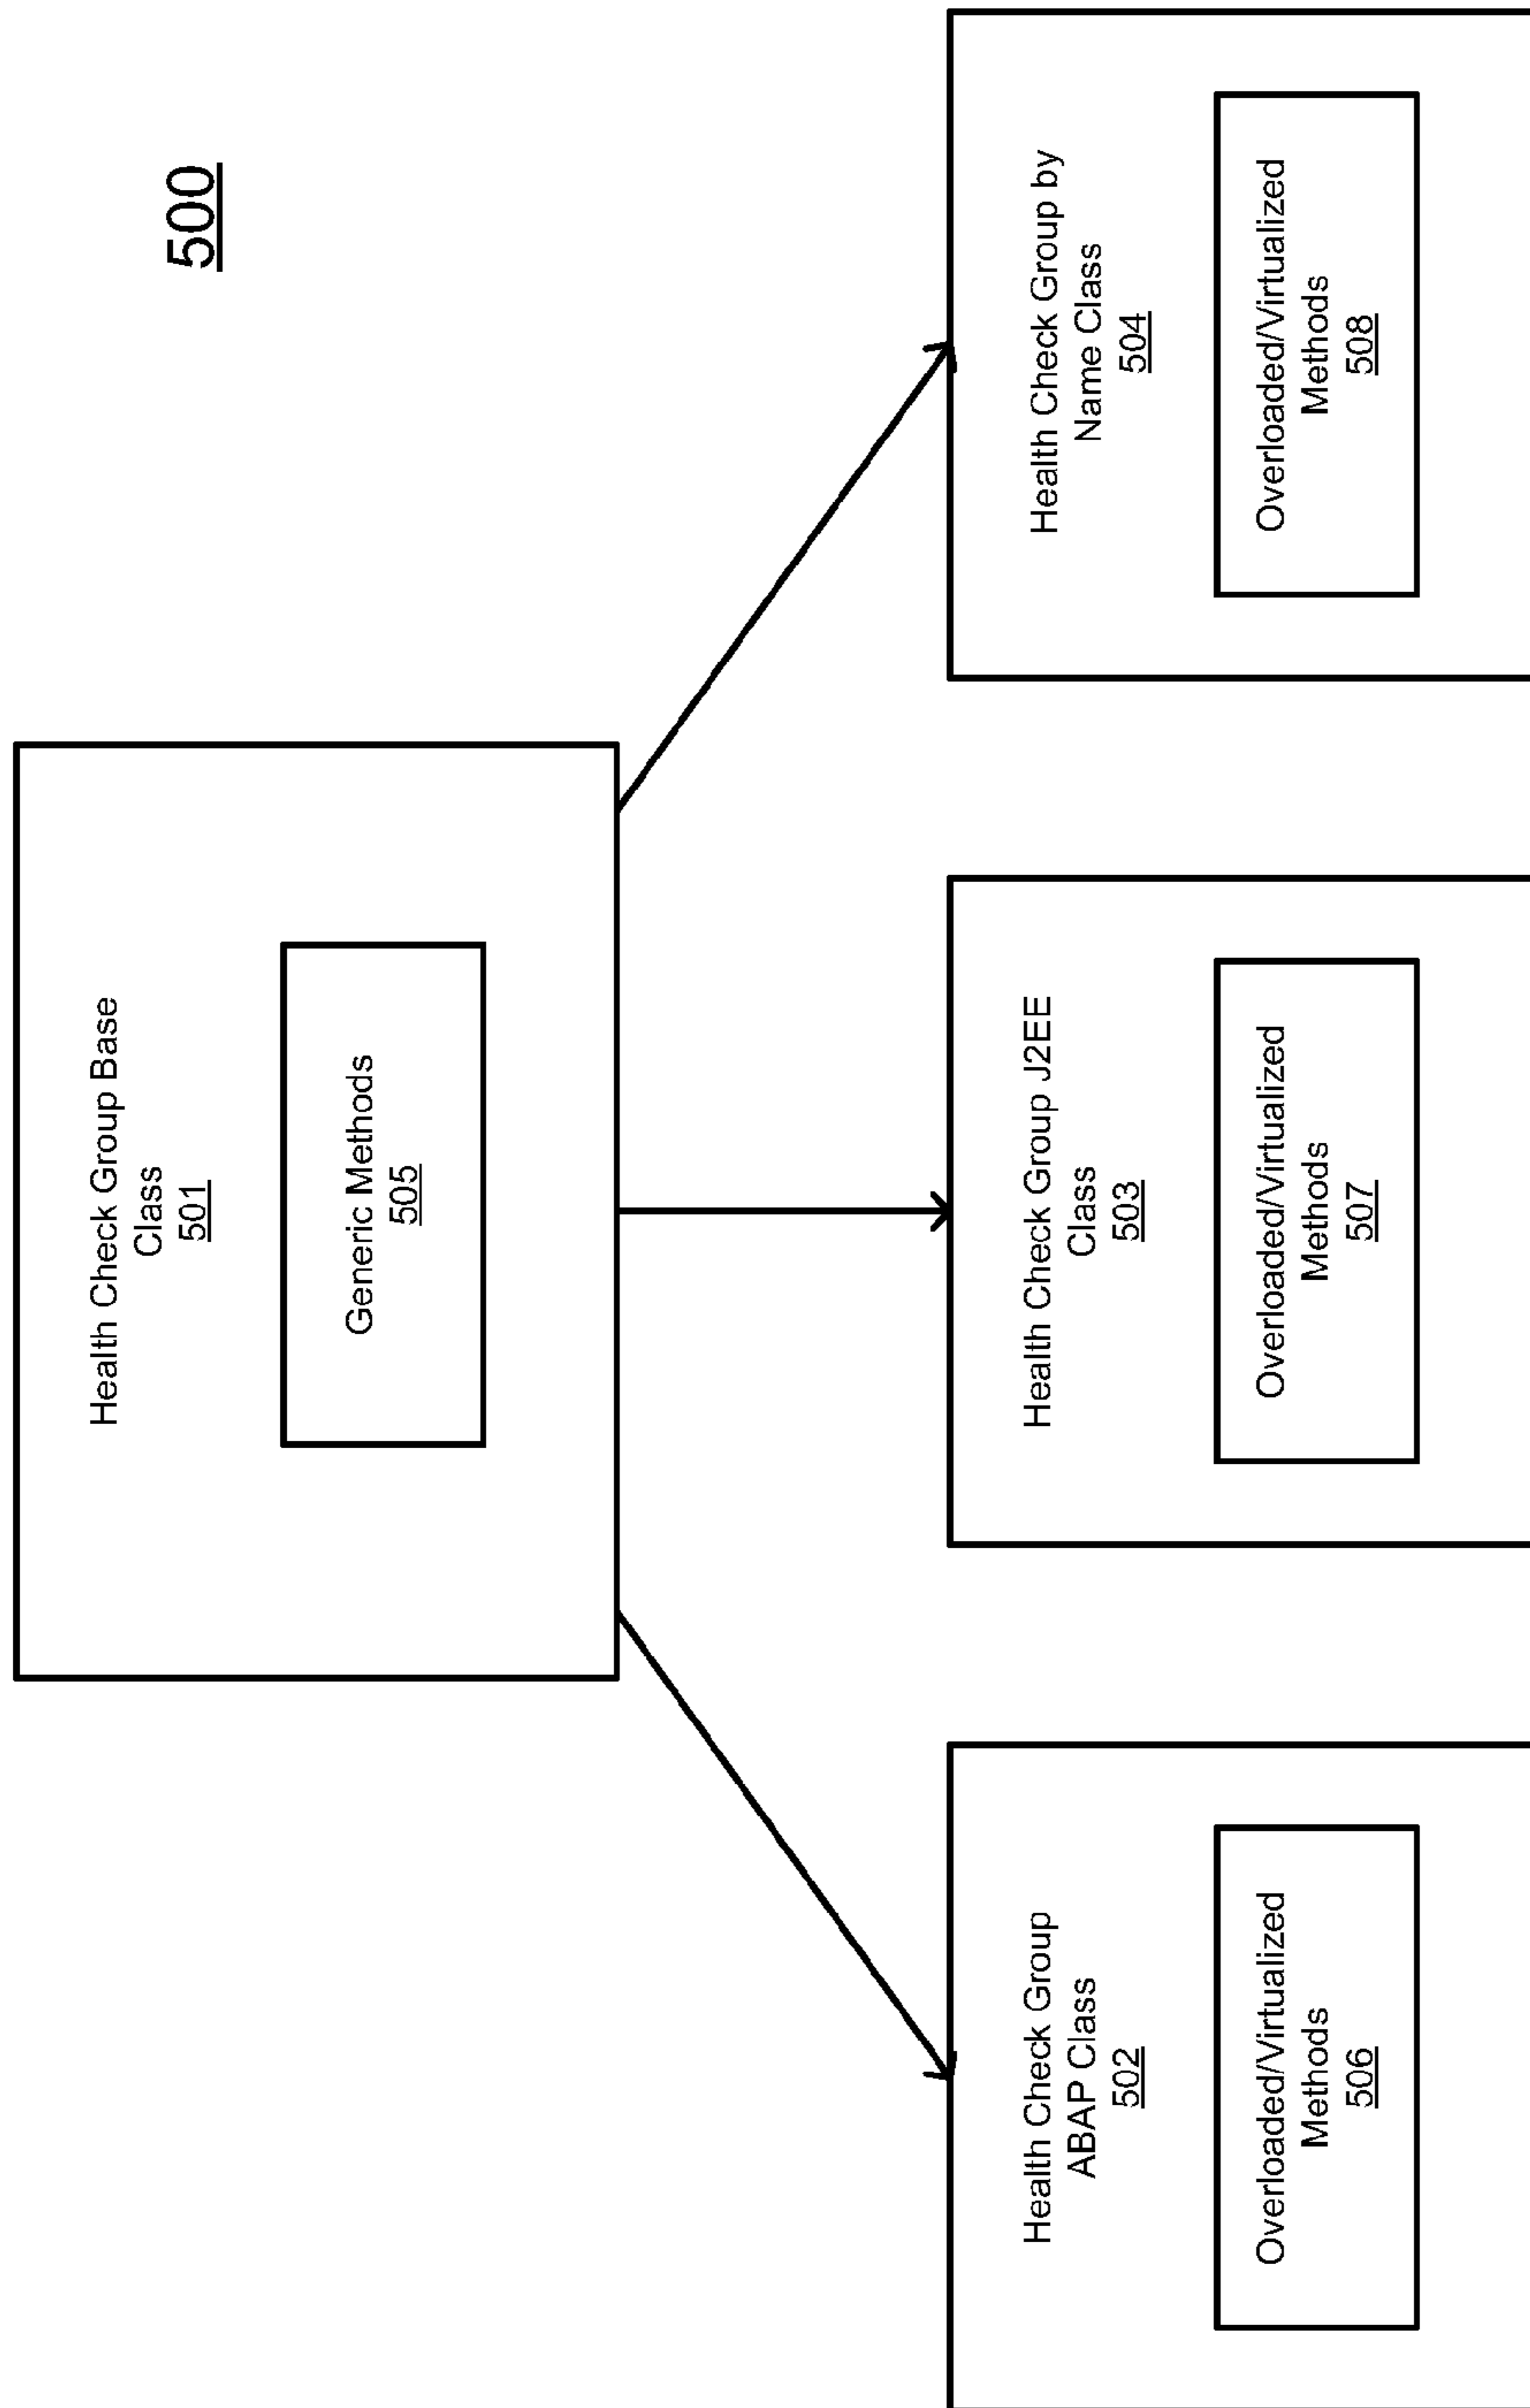 500
Health Check Group Base
Class
501
Generic Methods
505
Health Check Group
ABAP Class
502
Overloaded/Virtualized
Methods
506
Health Check Group J2EE
Class
503
Overloaded/Virtualized
Methods
507
Health Check Group by
Name Class
504
Overloaded/Virtualized
Methods
508